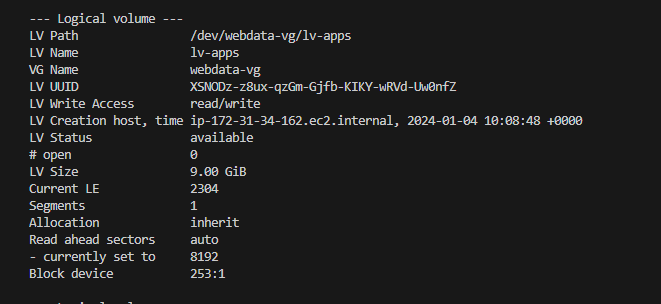 --- Logical volume ---
LV Path                /dev/webdata-vg/lv-apps
LV Name                lv-apps
VG Name                webdata-vg
LV UUID                XSNODz-z8ux-qzGm-Gjfb-KIKY-wRVd-Uw0nfZ
LV Write Access        read/write
LV Creation host, time ip-172-31-34-162.ec2.internal, 2024-01-04 10:08:48 +0000
LV Status              available
# open                 0
LV Size                9.00 GiB
Current LE             2304
Segments               1
Allocation             inherit
Read ahead sectors     auto
- currently set to     8192
Block device           253:1